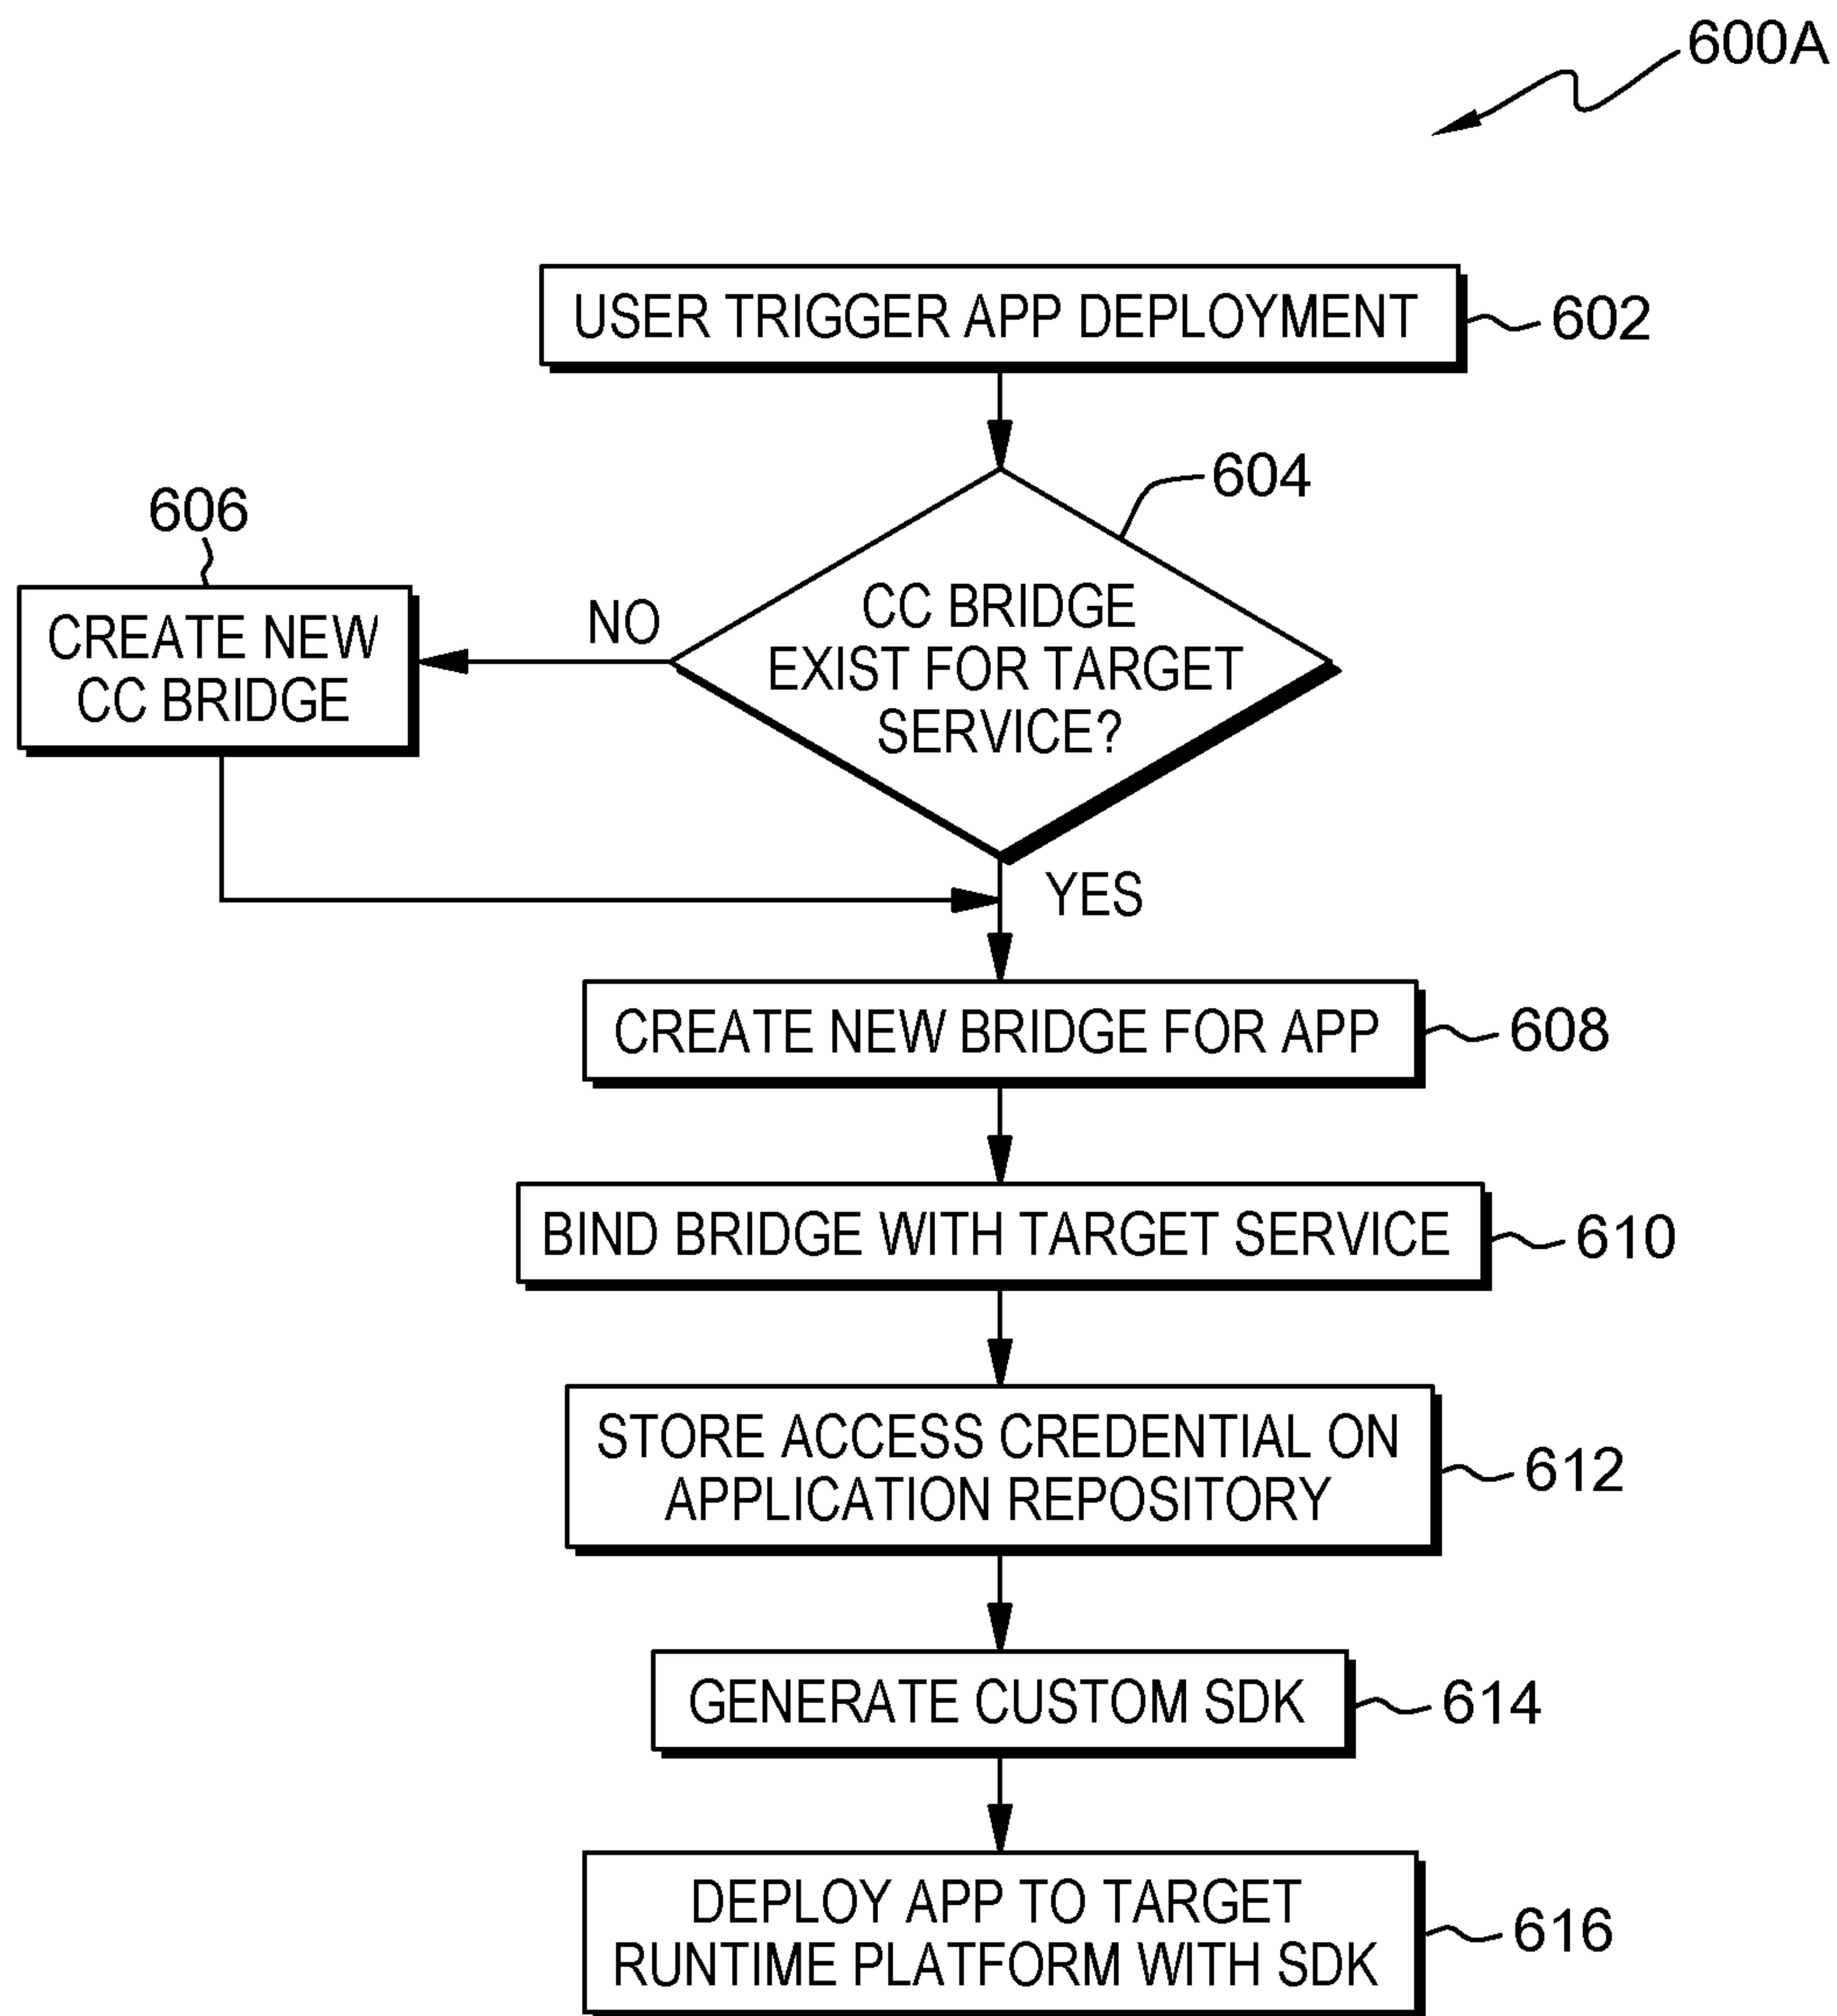 600A
USER TRIGGER APP DEPLOYMENT
602
604
CC BRIDGE
EXIST FOR TARGET
SERVICE?
NO
606
CREATE NEW
CC BRIDGE
YES
CREATE NEW BRIDGE FOR APP
608
BIND BRIDGE WITH TARGET SERVICE
610
STORE ACCESS CREDENTIAL ON
APPLICATION REPOSITORY
612
GENERATE CUSTOM SDK
614
DEPLOY APP TO TARGET
RUNTIME PLATFORM WITH SDK
616